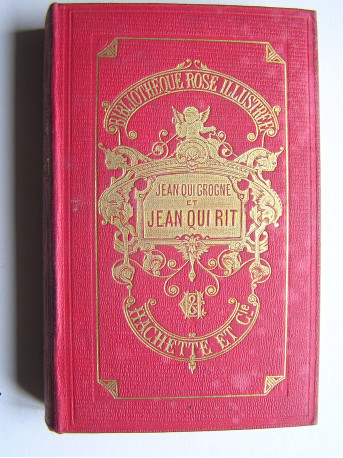 BIBLIOTHÈQUE ROSE ILLUSTRÉE
JEAN QUI GROGNE
ET
JEAN QUI RIT
HACHETTE ET Cie